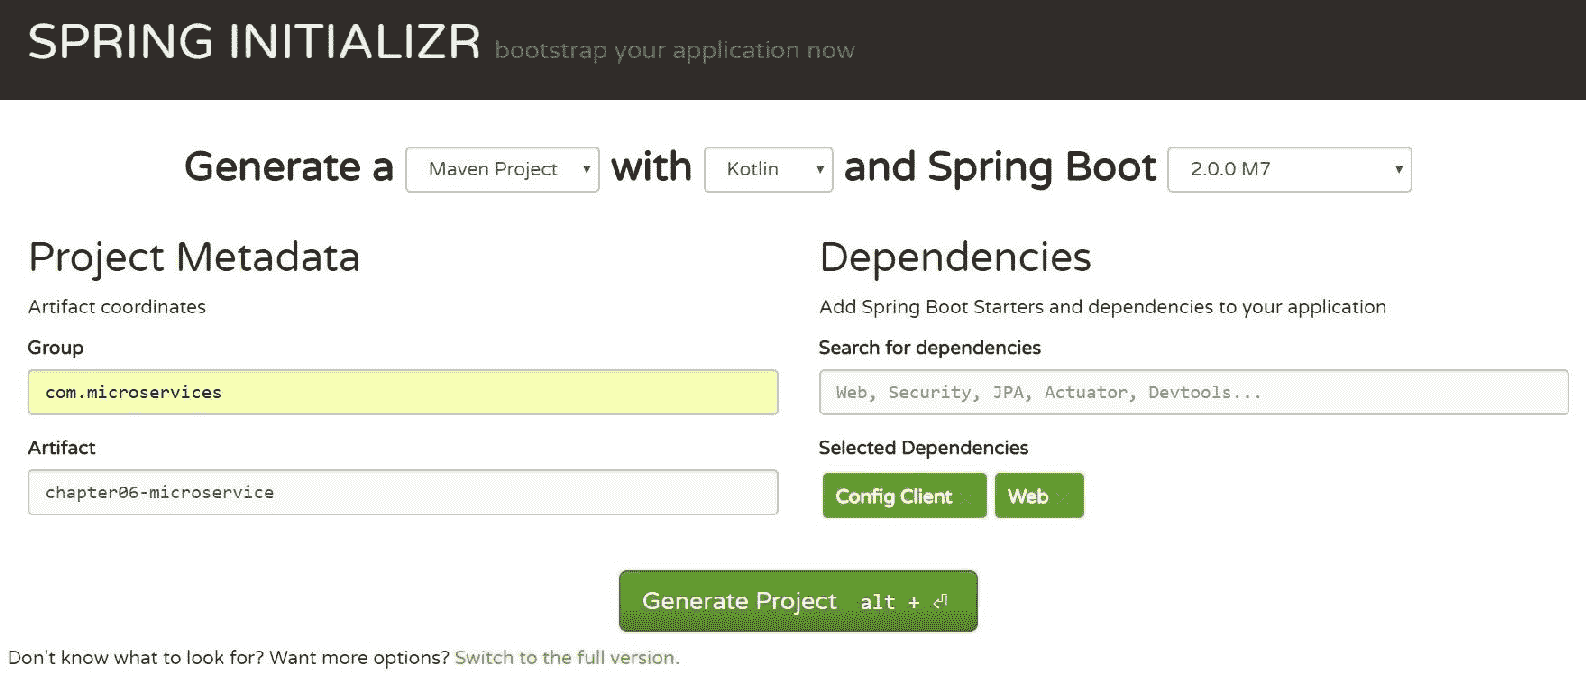 SPRING INITIALIZR bootstrap your application now
Generate a Maven Project with Kotlin and Spring Boot 2.0.0 M7
Project Metadata
Artifact coordinates
Group
com.microservices
Artifact
chapter06-microservice
Dependencies
Add Spring Boot Starters and dependencies to your application
Search for dependencies
Web, Security, JPA, Actuator, Devtools...
Selected Dependencies
Config Client Web
Generate Project alt + ⏎
Don't know what to look for? Want more options? Switch to the full version.